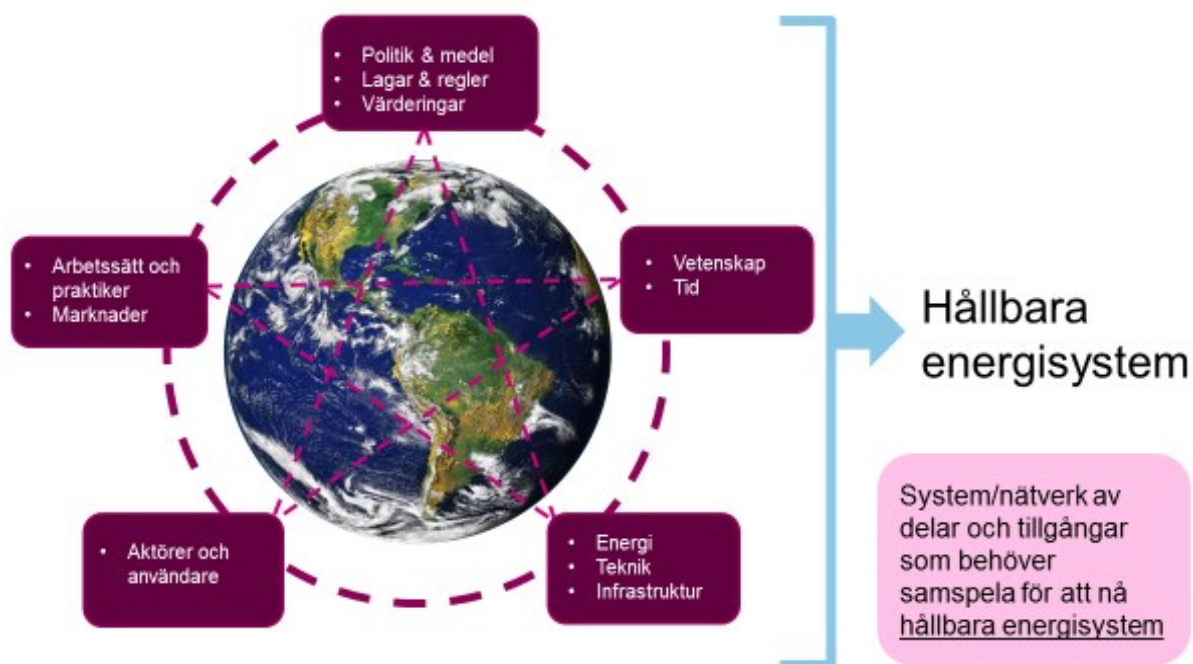 • Politik & medel
• Lagar & regler
• Värderingar
• Arbetssätt och
praktiker
• Marknader
• Vetenskap
• Tid
• Aktörer och
användare
• Energi
• Teknik
• Infrastruktur
Hållbara
energisystem
System/nätverk av
delar och tillgångar
som behöver
samspela för att nå
hållbara energisystem